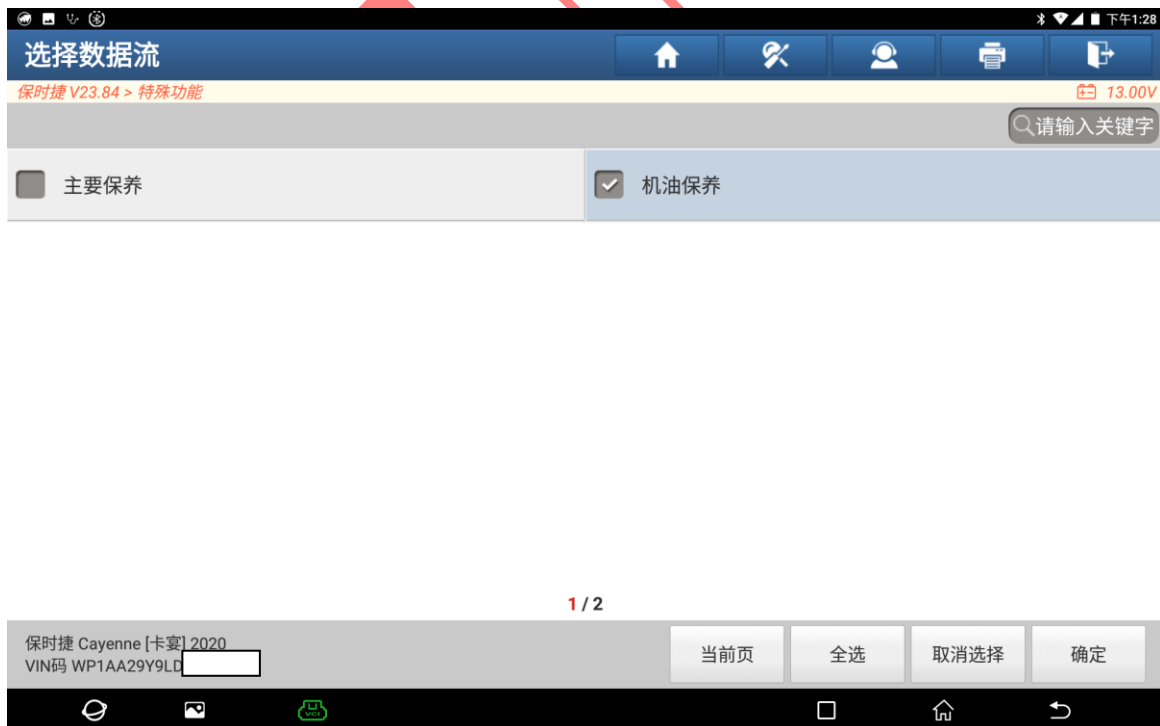 下午1:28
选择数据流
保时捷 V23.84 > 特殊功能
13.00V
请输入关键字
主要保养
机油保养
1 / 2
保时捷 Cayenne [卡宴] 2020
VIN码 WP1AA29Y9LD
当前页
全选
取消选择
确定
VCI